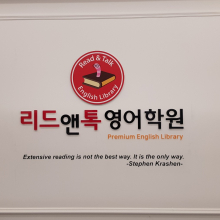 Read & Talk
English Library
리드앤톡영어학원
Premium English Library
Extensive reading is not the best way. It is the only way.
-Stephen Krashen-